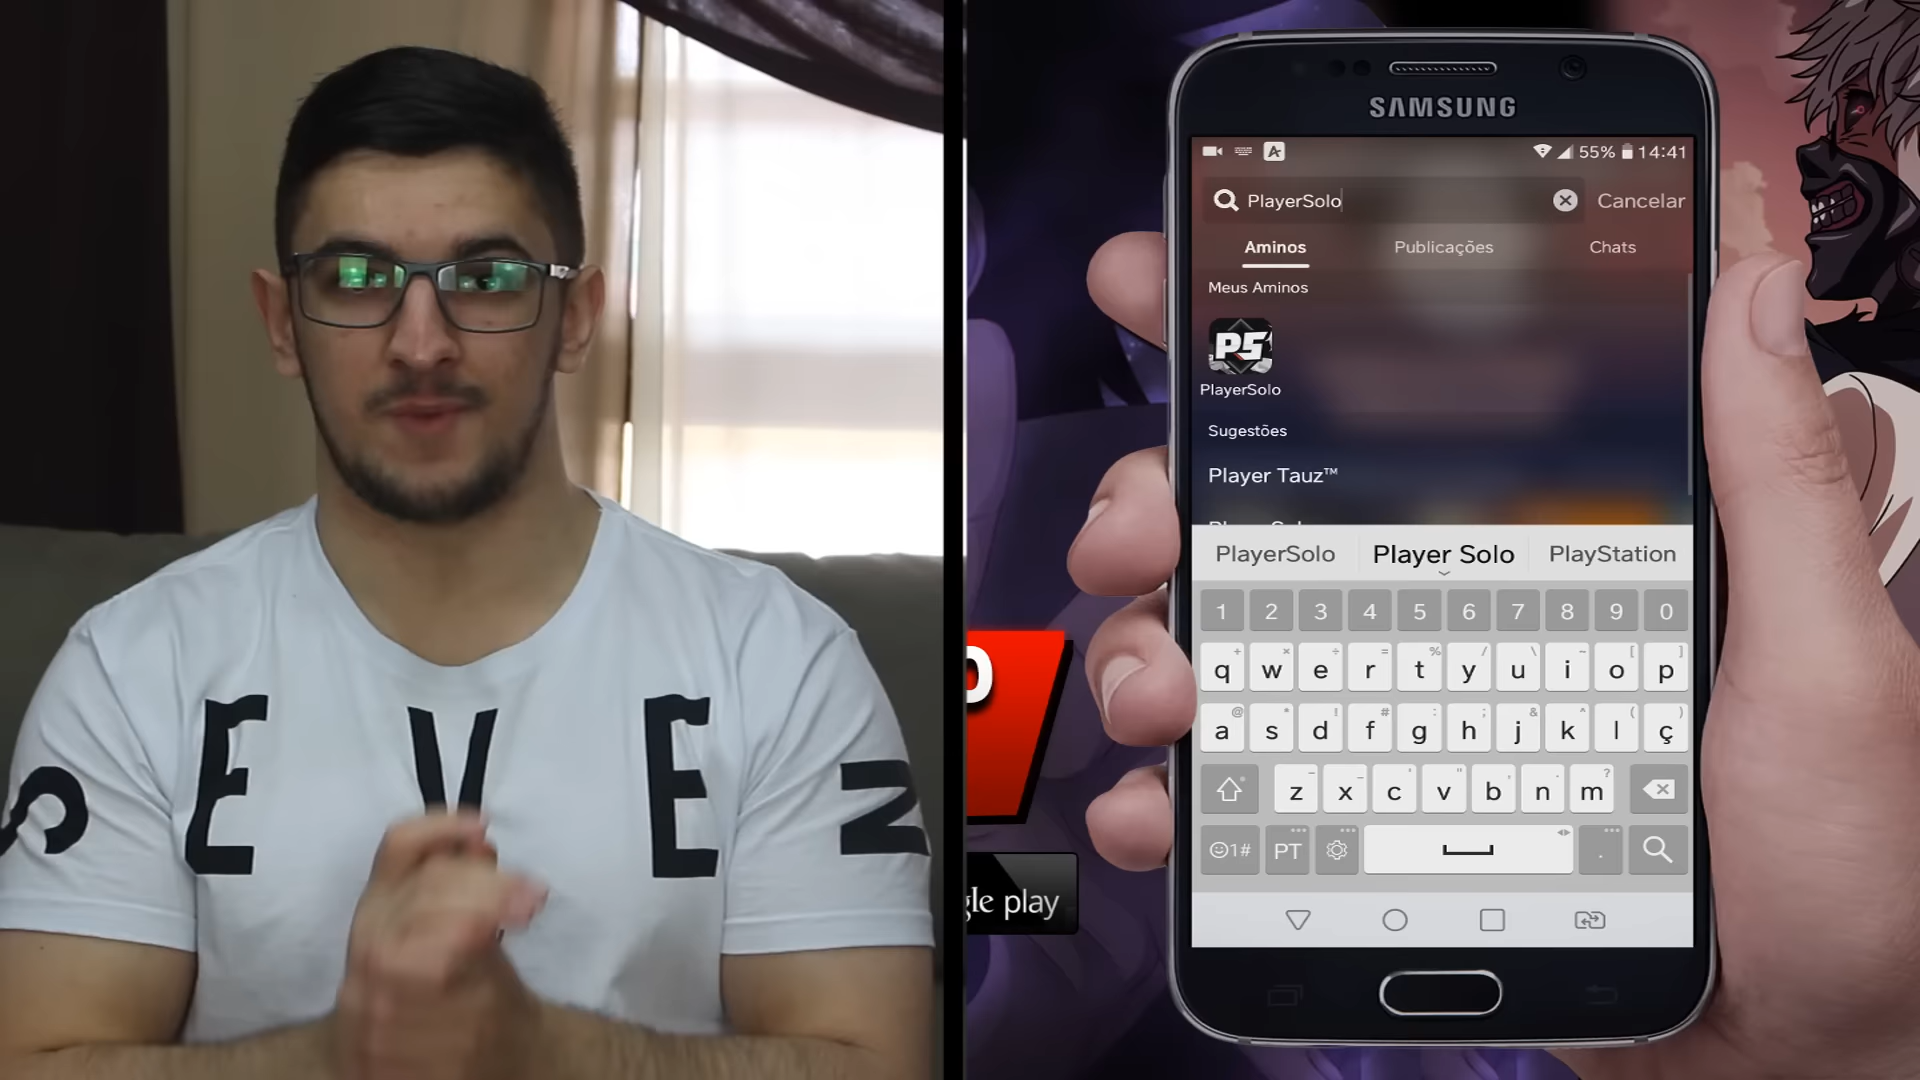 S E V E N
SAMSUNG
55% 14:41
PlayerSolo
Cancelar
Aminos Publicações Chats
Meus Aminos
PS
PlayerSolo
Sugestões
Player Tauz™
PlayerSolo Player Solo PlayStation
1 2 3 4 5 6 7 8 9 0
q w e r t y u i o p
a s d f g h j k l ç
z x c v b n m
1# PT .
gle play